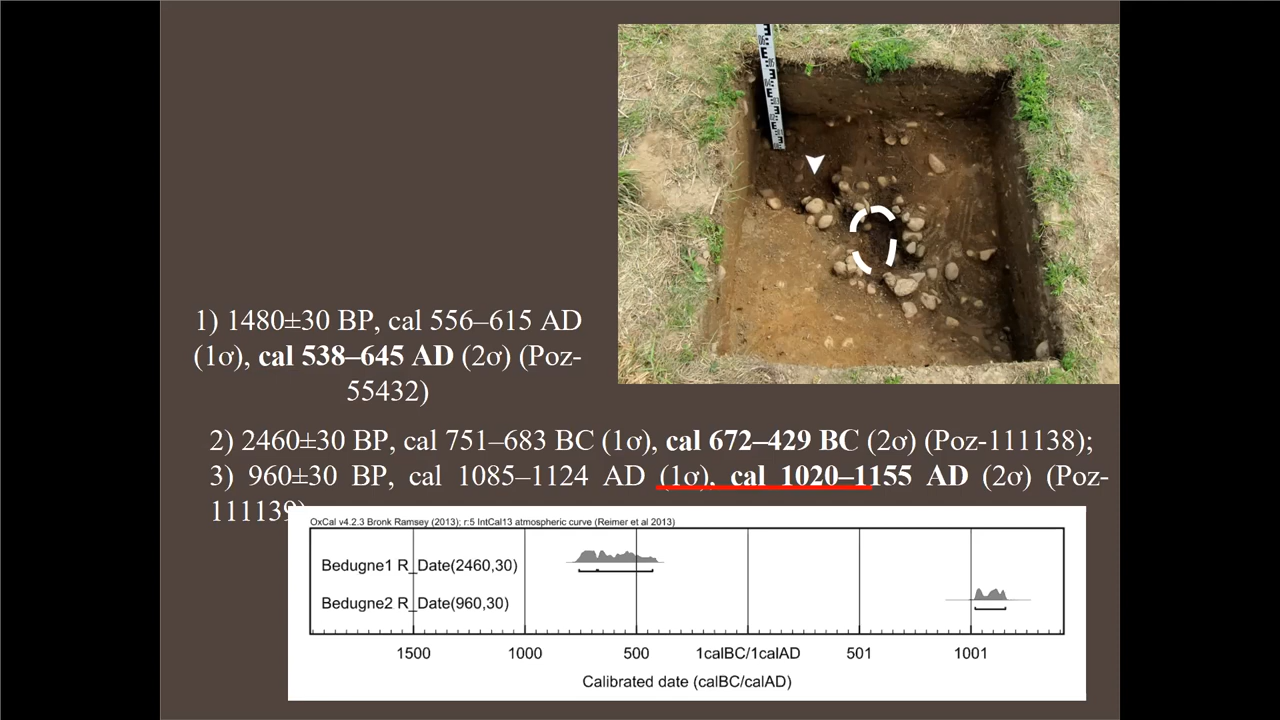 1) 1480±30 BP, cal 556–615 AD
(1σ), cal 538–645 AD (2σ) (Poz-
55432)
2) 2460±30 BP, cal 751–683 BC (1σ), cal 672–429 BC (2σ) (Poz-111138);
3) 960±30 BP, cal 1085–1124 AD (1σ), cal 1020–1155 AD (2σ) (Poz-
111139)
OxCal v4.2.3 Bronk Ramsey (2013); r:5 IntCal13 atmospheric curve (Reimer et al 2013)
Bedugne1 R_Date(2460,30)
Bedugne2 R_Date(960,30)
1500 1000 500 1calBC/1calAD 501 1001
Calibrated date (calBC/calAD)